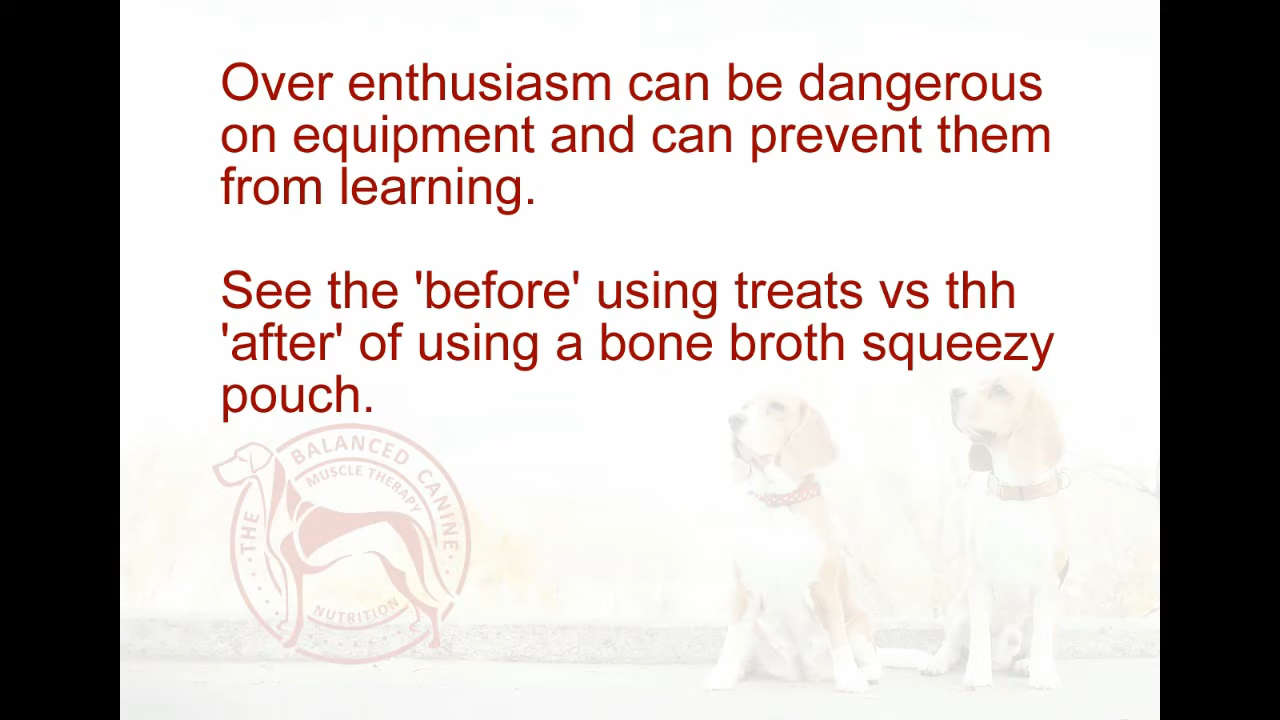 Over enthusiasm can be dangerous
on equipment and can prevent them
from learning.
See the 'before' using treats vs thh
'after' of using a bone broth squeezy
pouch.
THE BALANCED CANINE
MUSCLE THERAPY
NUTRITION